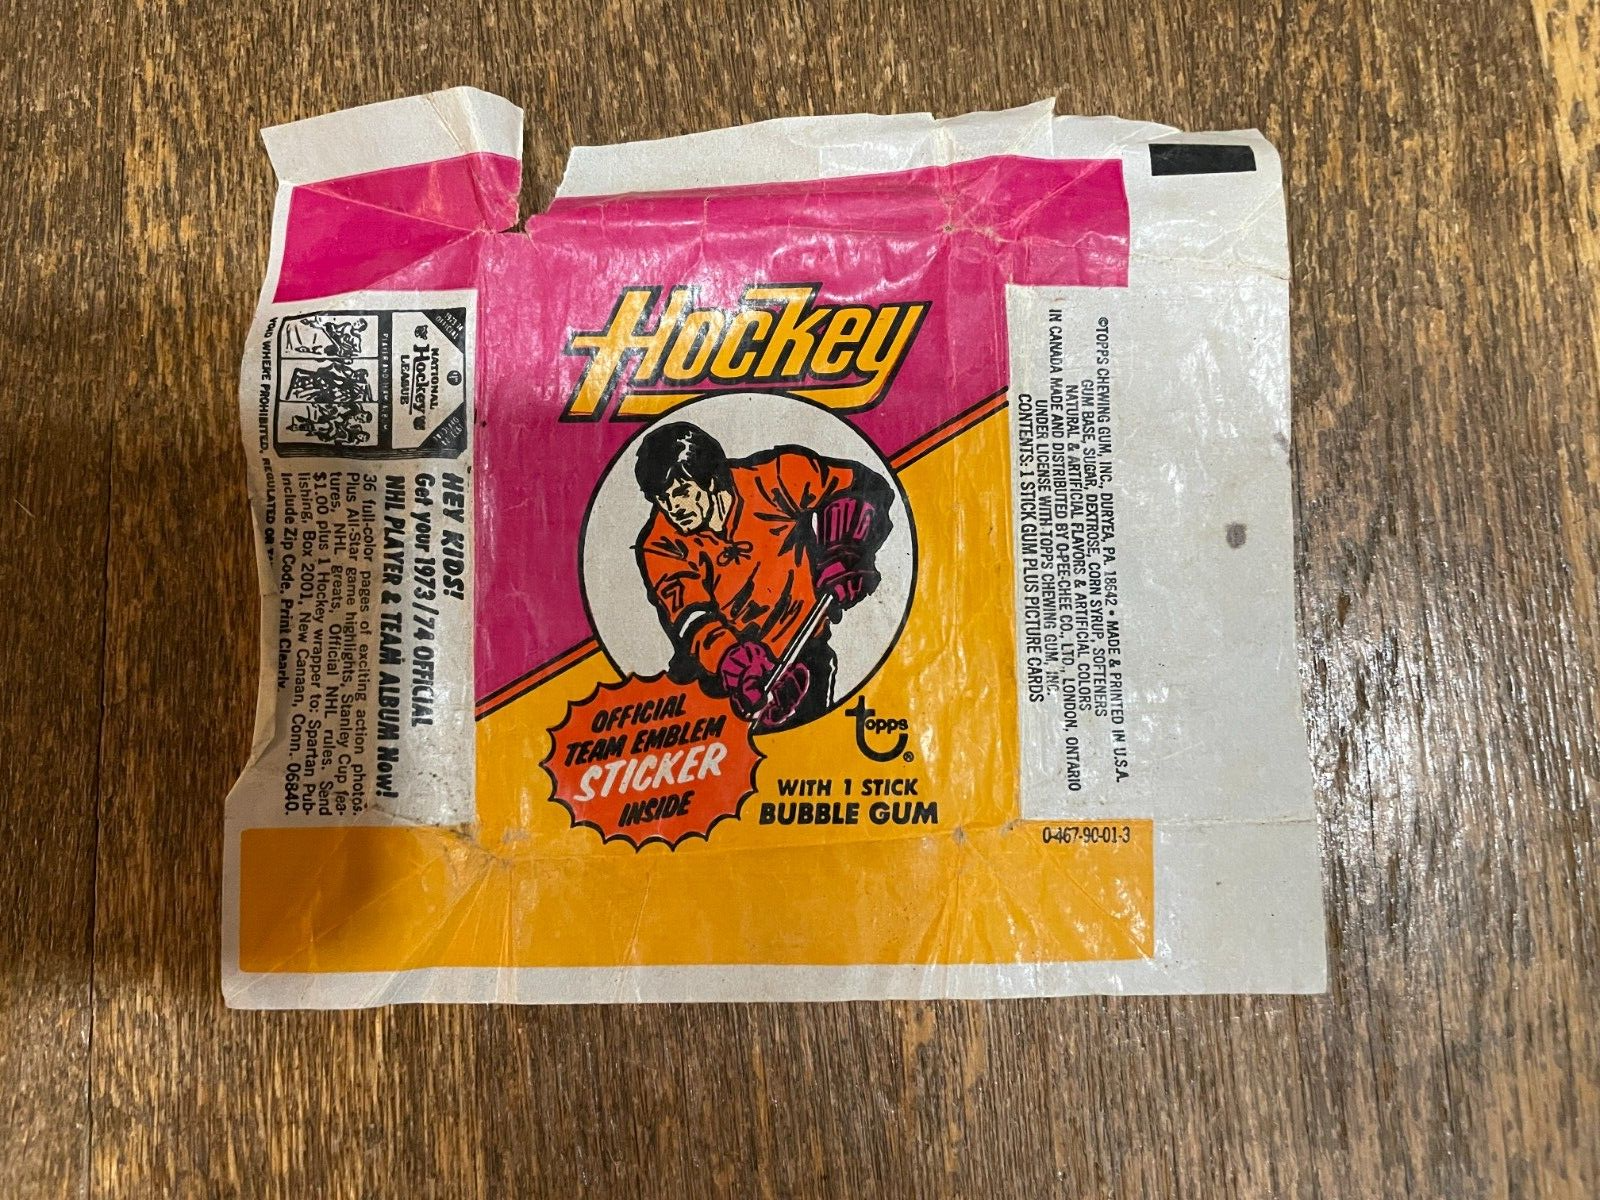 Hockey
7
OFFICIAL
TEAM EMBLEM
STICKER
INSIDE
Topps®
WITH 1 STICK
BUBBLE GUM
NATIONAL
Hockey
LEAGUE
HEY KIDS!
Get your 1973/74 OFFICIAL
NHL PLAYER & TEAM ALBUM Now!
36 full-color pages of exciting action photos.
Plus All-Star game highlights, Stanley Cup fea-
tures, NHL greats, Official NHL rules. Send
$1.00 plus 1 Hockey wrapper to: Spartan Pub-
lishing, Box 2001, New Canaan, Conn. 06840.
Include Zip Code. Print Clearly.
VOID WHERE PROHIBITED, REGULATED OR
©TOPPS CHEWING GUM, INC., DURYEA, PA. 18642 • MADE & PRINTED IN U.S.A.
GUM BASE, SUGAR, DEXTROSE, CORN SYRUP, SOFTENERS
NATURAL & ARTIFICIAL FLAVORS & ARTIFICIAL COLORS
IN CANADA MADE AND DISTRIBUTED BY O-PEE-CHEE CO., LTD., LONDON, ONTARIO
UNDER LICENSE WITH TOPPS CHEWING GUM, INC.
CONTENTS: 1 STICK GUM PLUS PICTURE CARDS
0-467-90-01-3